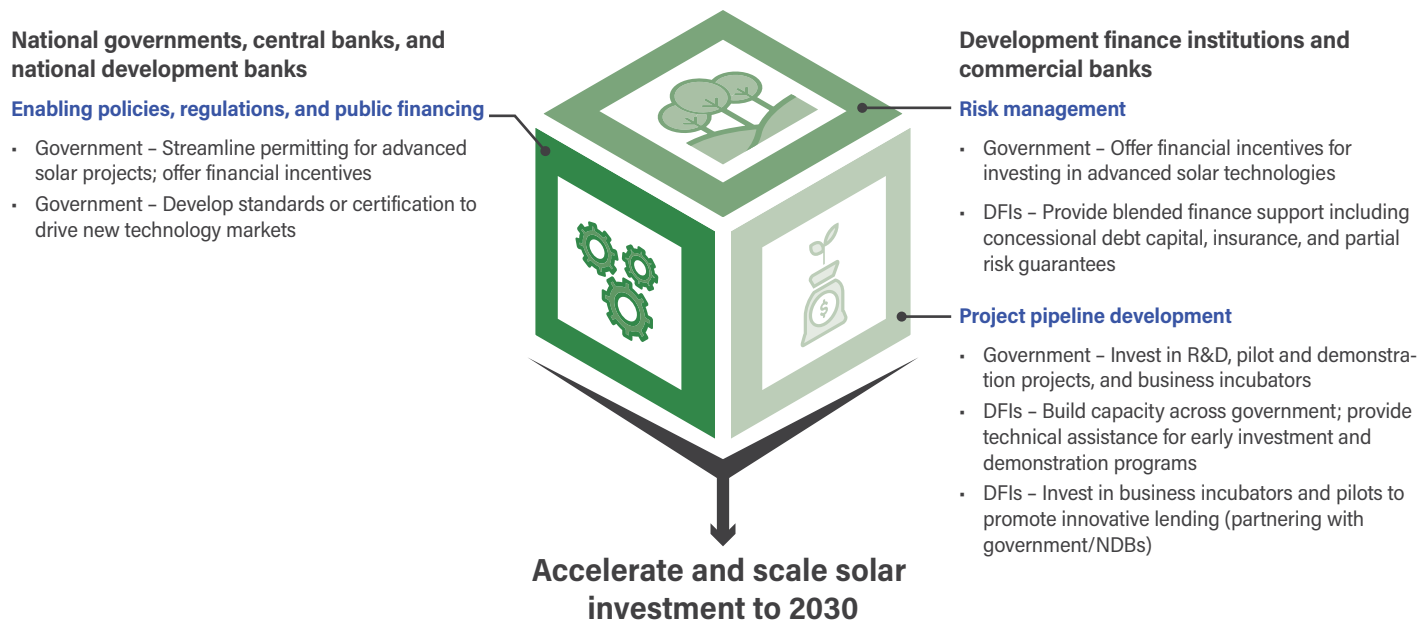 National governments, central banks, and
national development banks
Enabling policies, regulations, and public financing
• Government – Streamline permitting for advanced
solar projects; offer financial incentives
• Government – Develop standards or certification to
drive new technology markets
Development finance institutions and
commercial banks
Risk management
• Government – Offer financial incentives for
investing in advanced solar technologies
• DFIs – Provide blended finance support including
concessional debt capital, insurance, and partial
risk guarantees
Project pipeline development
• Government – Invest in R&D, pilot and demonstra-
tion projects, and business incubators
• DFIs – Build capacity across government; provide
technical assistance for early investment and
demonstration programs
• DFIs – Invest in business incubators and pilots to
promote innovative lending (partnering with
government/NDBs)
$
Accelerate and scale solar
investment to 2030